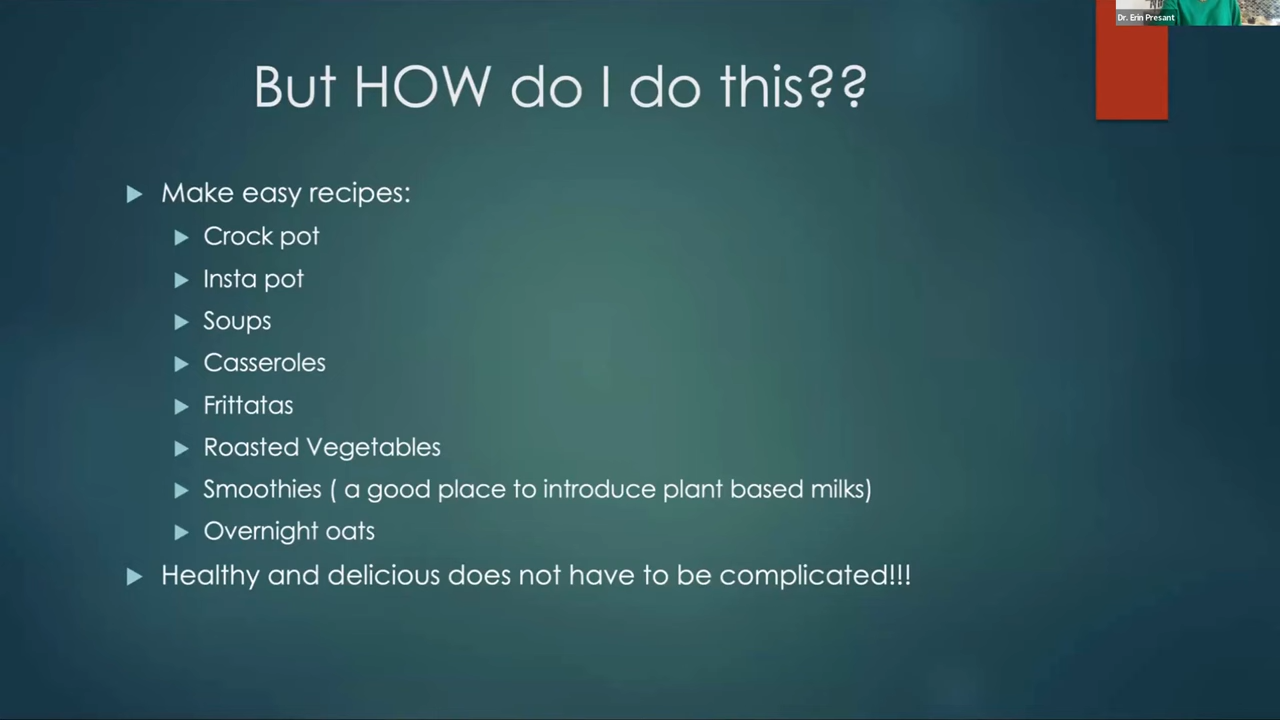 Dr. Erin Presant
But HOW do I do this??
Make easy recipes:
Crock pot
Insta pot
Soups
Casseroles
Frittatas
Roasted Vegetables
Smoothies ( a good place to introduce plant based milks)
Overnight oats
Healthy and delicious does not have to be complicated!!!